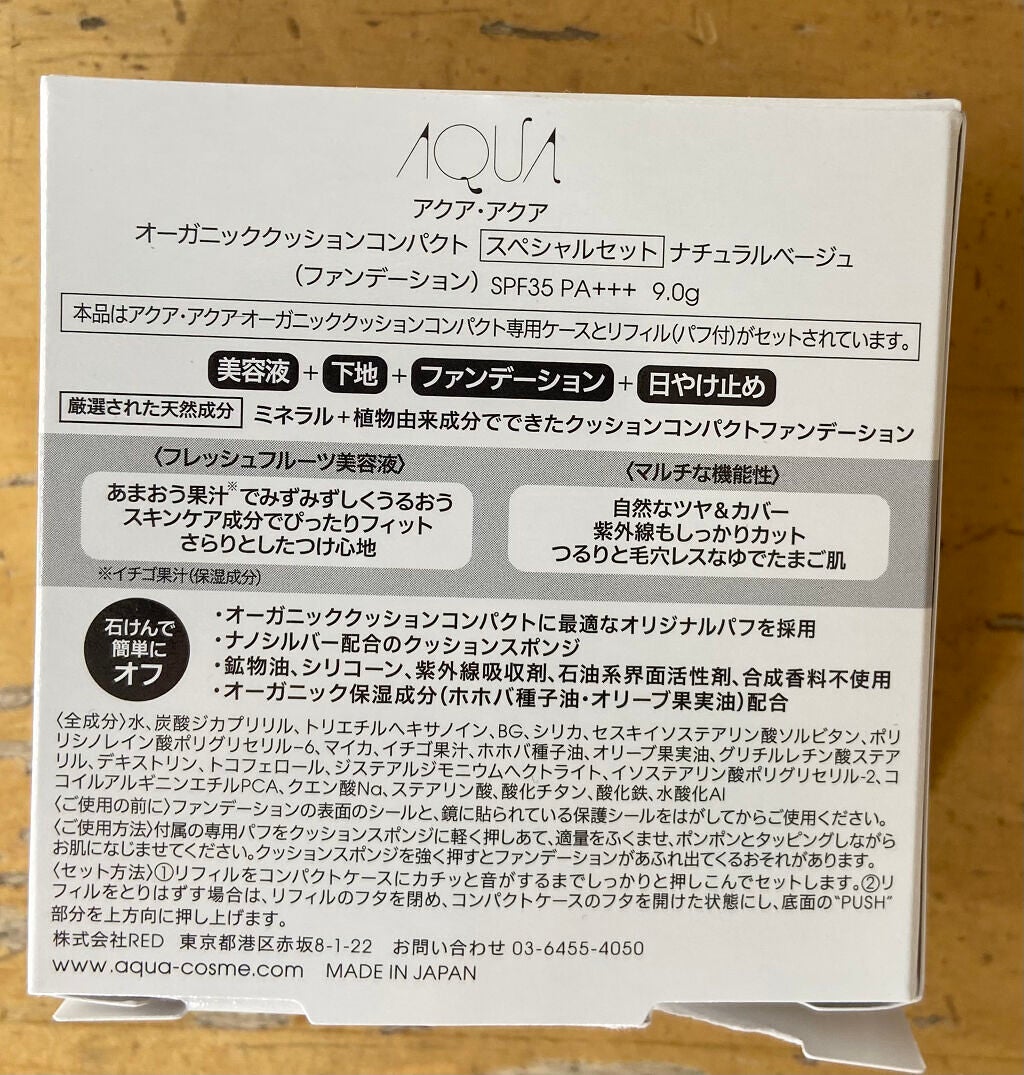 AQUA
アクア・アクア
オーガニッククッションコンパクト スペシャルセット ナチュラルベージュ
(ファンデーション) SPF35 PA+++ 9.0g
本品はアクア・アクア オーガニッククッションコンパクト専用ケースとリフィル(パフ付)がセットされています。
美容液 + 下地 + ファンデーション + 日やけ止め
厳選された天然成分 ミネラル+植物由来成分でできたクッションコンパクトファンデーション
〈フレッシュフルーツ美容液〉
あまおう果汁※でみずみずしくうるおう
スキンケア成分でぴったりフィット
さらりとしたつけ心地
※イチゴ果汁(保湿成分)
〈マルチな機能性〉
自然なツヤ&カバー
紫外線もしっかりカット
つるりと毛穴レスなゆでたまご肌
石けんで
簡単に
オフ
・オーガニッククッションコンパクトに最適なオリジナルパフを採用
・ナノシルバー配合のクッションスポンジ
・鉱物油、シリコーン、紫外線吸収剤、石油系界面活性剤、合成香料不使用
・オーガニック保湿成分(ホホバ種子油・オリーブ果実油)配合
〈全成分〉水、炭酸ジカプリリル、トリエチルヘキサノイン、BG、シリカ、セスキイソステアリン酸ソルビタン、ポリ
リシノレイン酸ポリグリセリル-6、マイカ、イチゴ果汁、ホホバ種子油、オリーブ果実油、グリチルレチン酸ステア
リル、デキストリン、トコフェロール、ジステアルジモニウムヘクトライト、イソステアリン酸ポリグリセリル-2、コ
コイルアルギニンエチルPCA、クエン酸Na、ステアリン酸、酸化チタン、酸化鉄、水酸化Al
〈ご使用の前に〉ファンデーションの表面のシールと、鏡に貼られている保護シールをはがしてからご使用ください。
〈ご使用方法〉付属の専用パフをクッションスポンジに軽く押しあて、適量をふくませ、ポンポンとタッピングしながら
お肌になじませてください。クッションスポンジを強く押すとファンデーションがあふれ出てくるおそれがあります。
〈セット方法〉①リフィルをコンパクトケースにカチッと音がするまでしっかりと押しこんでセットします。②リ
フィルをとりはずす場合は、リフィルのフタを閉め、コンパクトケースのフタを開けた状態にし、底面の"PUSH"
部分を上方向に押し上げます。
株式会社RED 東京都港区赤坂8-1-22 お問い合わせ 03-6455-4050
www.aqua-cosme.com MADE IN JAPAN